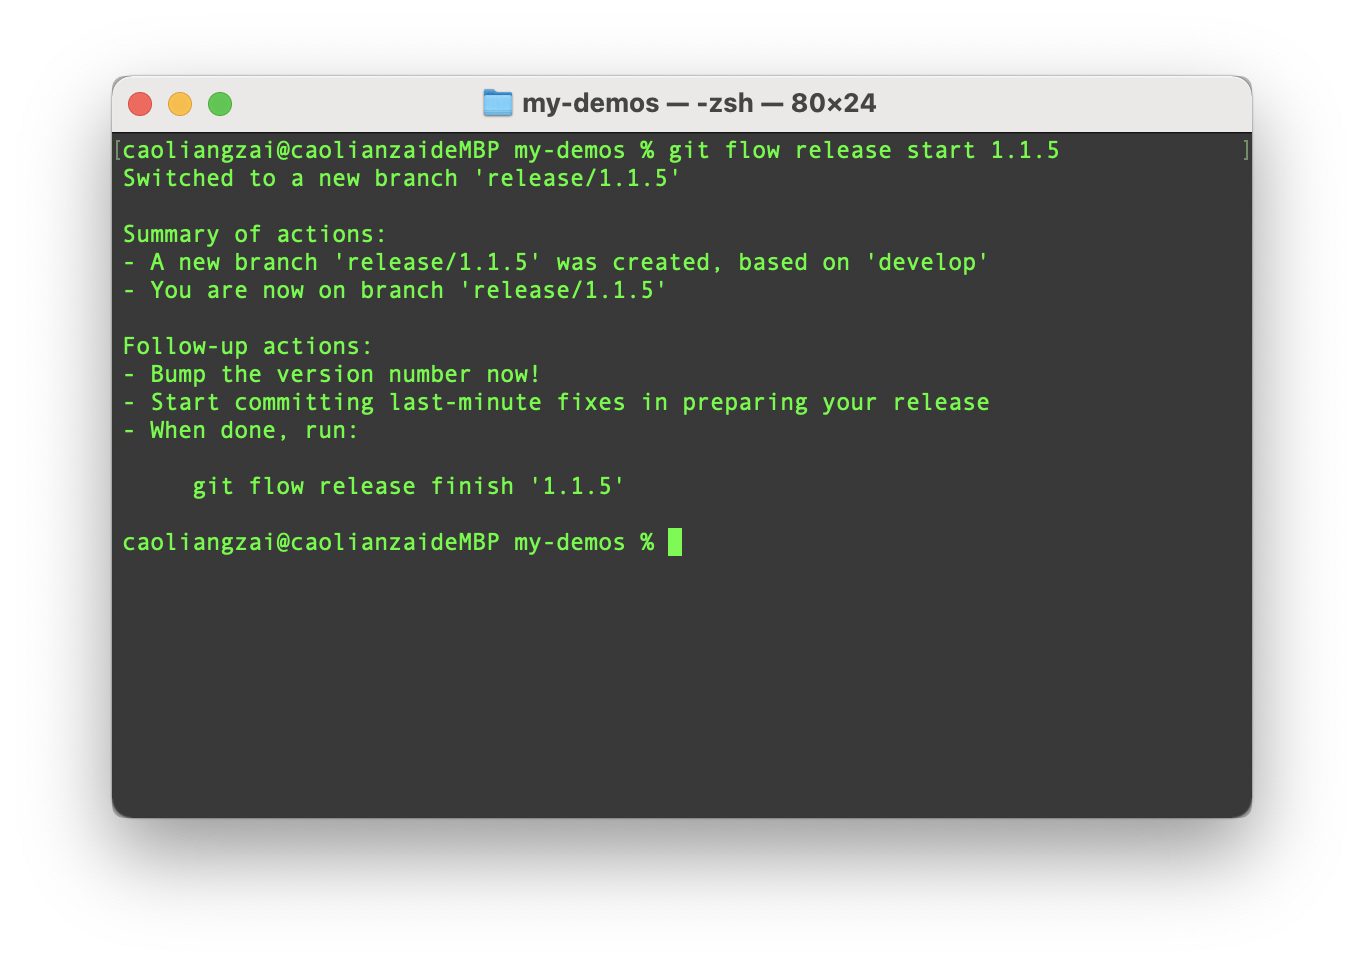 my-demos — -zsh — 80×24
[caoliangzai@caolianzaideMBP my-demos % git flow release start 1.1.5 ]
Switched to a new branch 'release/1.1.5'
Summary of actions:
- A new branch 'release/1.1.5' was created, based on 'develop'
- You are now on branch 'release/1.1.5'
Follow-up actions:
- Bump the version number now!
- Start committing last-minute fixes in preparing your release
- When done, run:
git flow release finish '1.1.5'
caoliangzai@caolianzaideMBP my-demos %